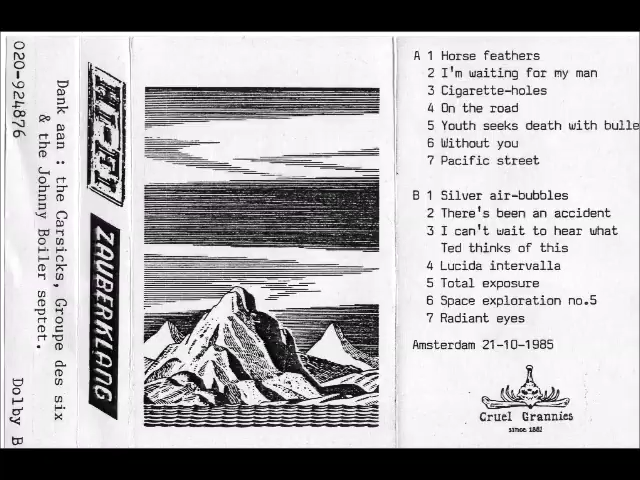 020-924876
Dolby B
Dank aan : the Carsicks, Groupe des six
& the Johnny Boiler septet.
HI-FI
ZAUBERKLANG
A 1 Horse feathers
2 I'm waiting for my man
3 Cigarette-holes
4 On the road
5 Youth seeks death with bulle
6 Without you
7 Pacific street
B 1 Silver air-bubbles
2 There's been an accident
3 I can't wait to hear what
Ted thinks of this
4 Lucida intervalla
5 Total exposure
6 Space exploration no.5
7 Radiant eyes
Amsterdam 21-10-1985
Cruel Grannies
since 1881